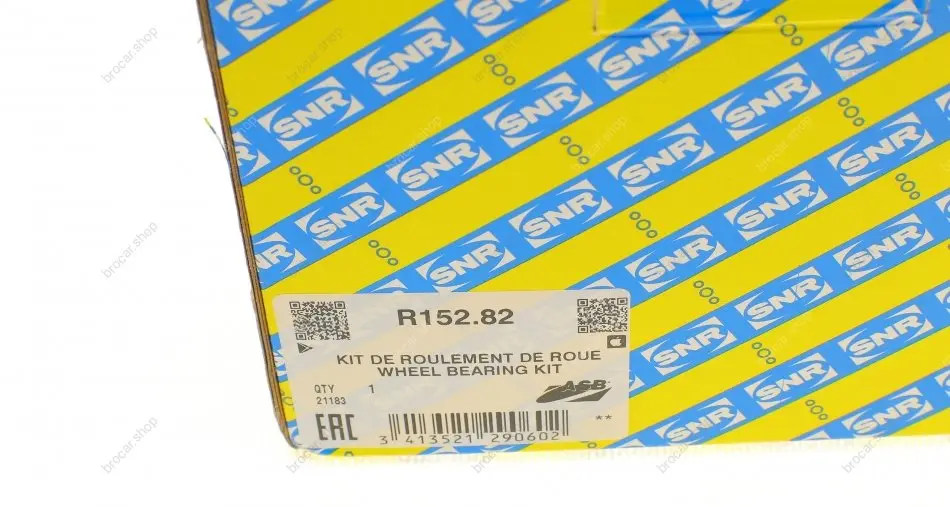 SNR
R152.82
KIT DE ROULEMENT DE ROUE
WHEEL BEARING KIT
QTY 1
21183
ASB
EAC
**
3 413521 290602
brocar.shop